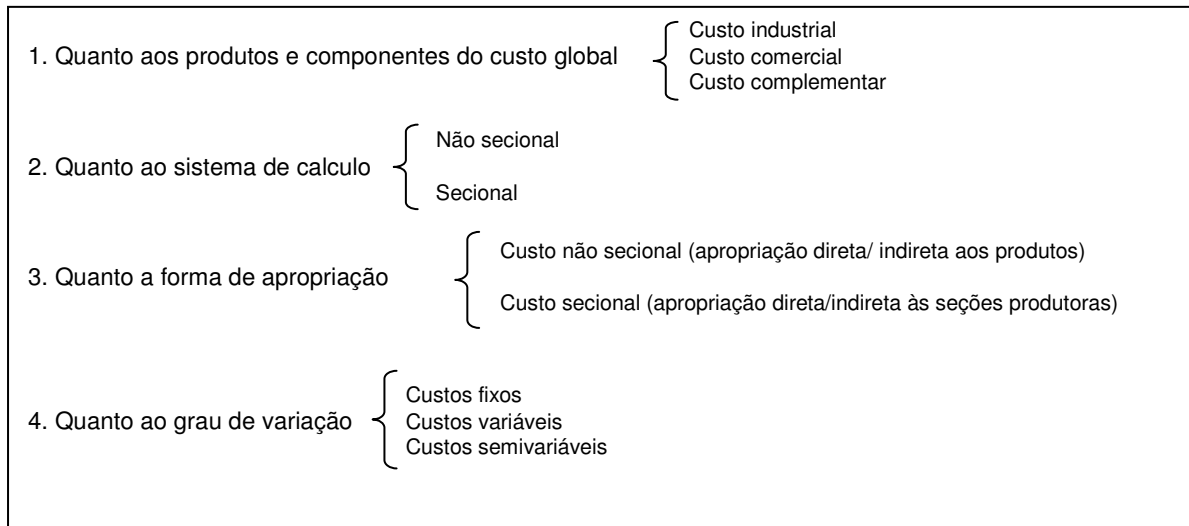 1. Quanto aos produtos e componentes do custo global
Custo industrial
Custo comercial
Custo complementar
2. Quanto ao sistema de calculo
Não secional
Secional
3. Quanto a forma de apropriação
Custo não secional (apropriação direta/ indireta aos produtos)
Custo secional (apropriação direta/indireta às seções produtoras)
4. Quanto ao grau de variação
Custos fixos
Custos variáveis
Custos semivariáveis